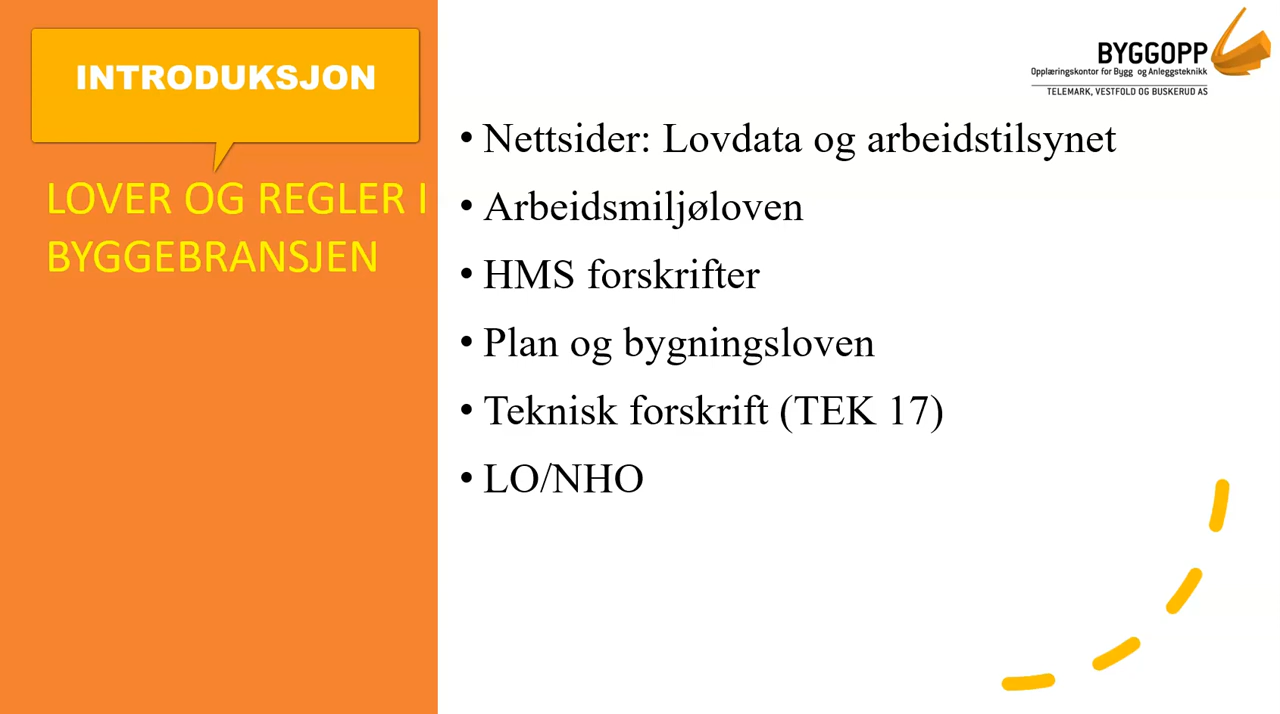 INTRODUKSJON
LOVER OG REGLER I
BYGGEBRANSJEN
BYGGOPP
Opplæringskontor for Bygg og Anleggsteknikk
TELEMARK, VESTFOLD OG BUSKERUD AS
• Nettsider: Lovdata og arbeidstilsynet
• Arbeidsmiljøloven
• HMS forskrifter
• Plan og bygningsloven
• Teknisk forskrift (TEK 17)
• LO/NHO